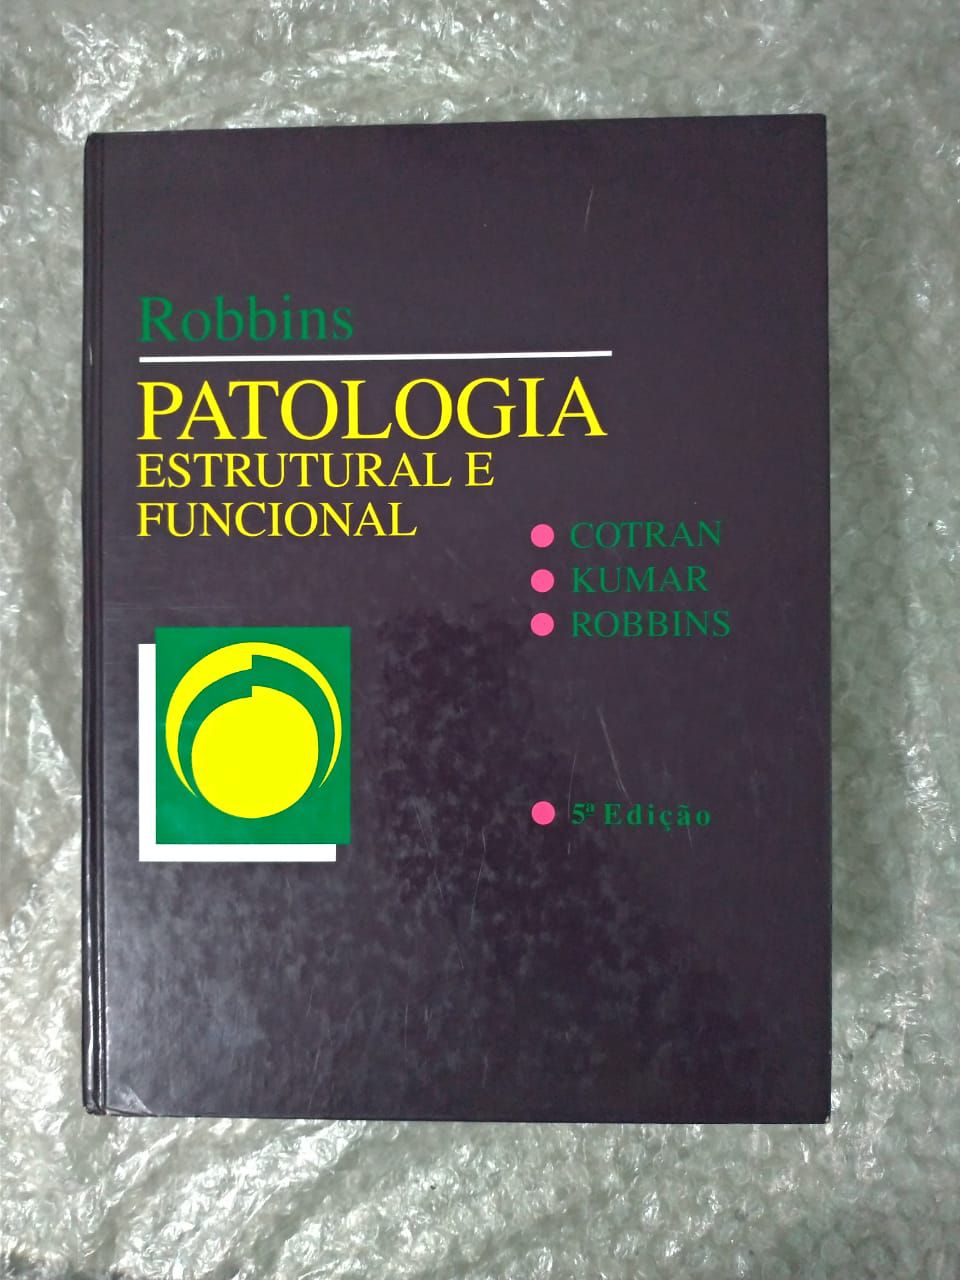 Robbins
PATOLOGIA
ESTRUTURAL E
FUNCIONAL
COTRAN
KUMAR
ROBBINS
5ª Edição